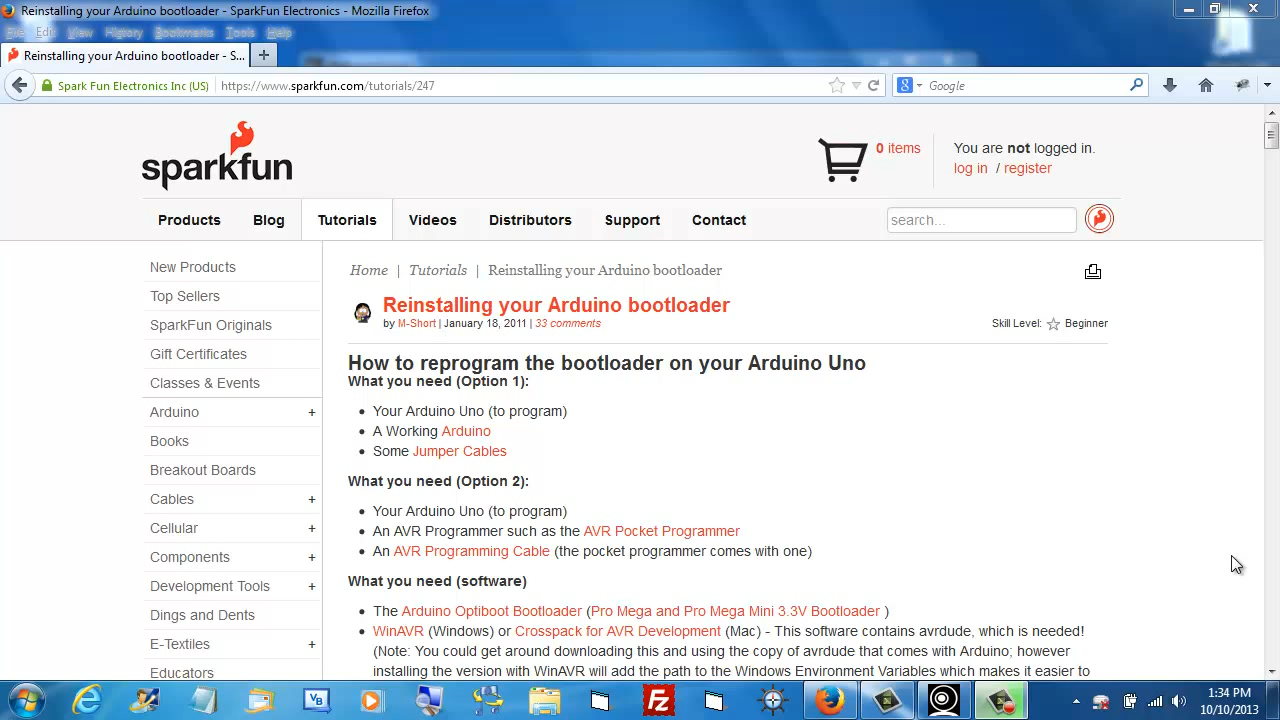 Reinstalling your Arduino bootloader - SparkFun Electronics - Mozilla Firefox
File Edit View History Bookmarks Tools Help
Reinstalling your Arduino bootloader - S...
Spark Fun Electronics Inc (US)
https://www.sparkfun.com/tutorials/247
Google
sparkfun
0 items
You are not logged in.
log in / register
Products Blog Tutorials Videos Distributors Support Contact
search...
New Products
Top Sellers
SparkFun Originals
Gift Certificates
Classes & Events
Arduino +
Books
Breakout Boards
Cables +
Cellular +
Components +
Development Tools +
Dings and Dents
E-Textiles +
Educators
Home | Tutorials | Reinstalling your Arduino bootloader
Reinstalling your Arduino bootloader
by M-Short | January 18, 2011 | 33 comments
Skill Level: Beginner
How to reprogram the bootloader on your Arduino Uno
What you need (Option 1):
Your Arduino Uno (to program)
A Working Arduino
Some Jumper Cables
What you need (Option 2):
Your Arduino Uno (to program)
An AVR Programmer such as the AVR Pocket Programmer
An AVR Programming Cable (the pocket programmer comes with one)
What you need (software)
The Arduino Optiboot Bootloader (Pro Mega and Pro Mega Mini 3.3V Bootloader )
WinAVR (Windows) or Crosspack for AVR Development (Mac) - This software contains avrdude, which is needed!
(Note: You could get around downloading this and using the copy of avrdude that comes with Arduino; however
installing the version with WinAVR will add the path to the Windows Environment Variables which makes it easier to
1:34 PM
10/10/2013